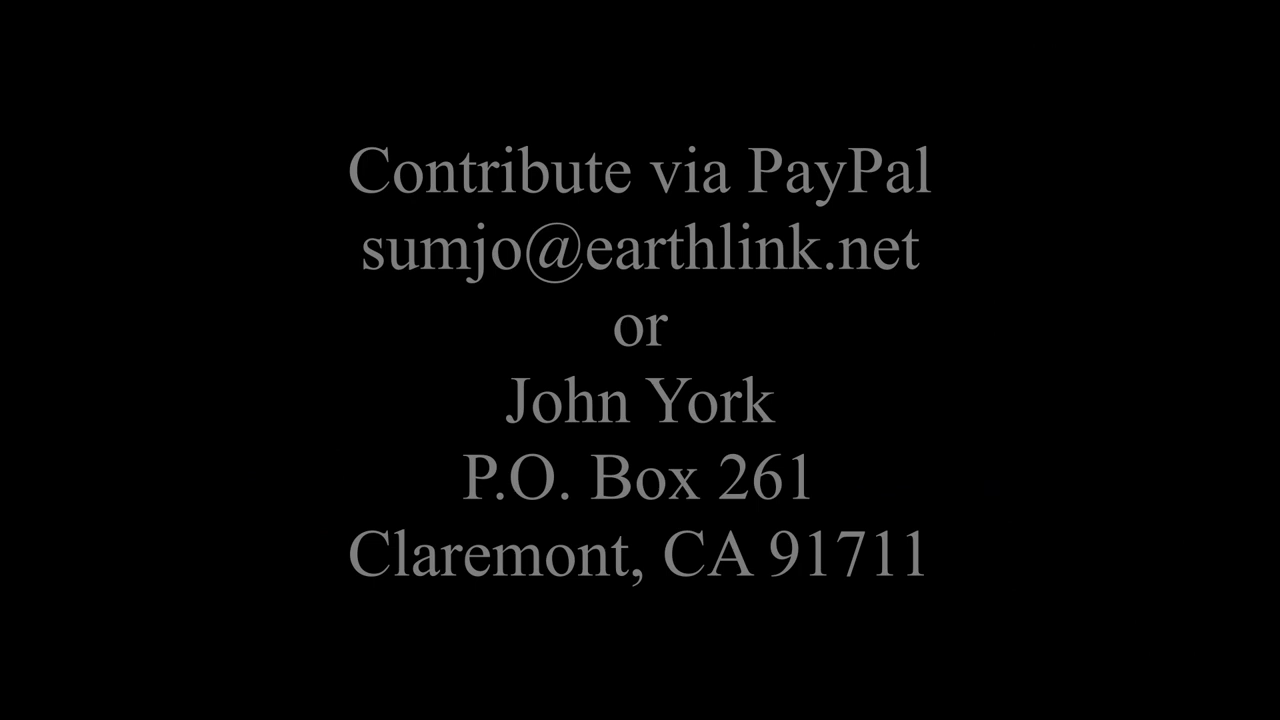 Contribute via PayPal
sumjo@earthlink.net
or
John York
P.O. Box 261
Claremont, CA 91711